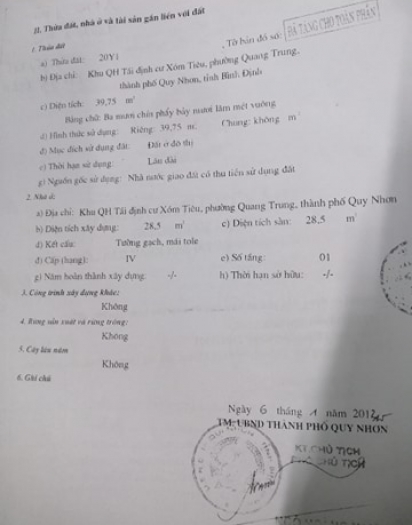 II. Thửa đất, nhà ở và tài sản gắn liền với đất
ĐÃ TẶNG CHO TOÀN PHẦN
1. Thửa đất
a) Thửa đất: 20Y1 , Tờ bản đồ số:
b) Địa chỉ: Khu QH Tái định cư Xóm Tiêu, phường Quang Trung,
thành phố Quy Nhơn, tỉnh Bình Định
c) Diện tích: 39,75 m²
Bằng chữ: Ba mươi chín phẩy bảy mươi lăm mét vuông
d) Hình thức sử dụng: Riêng: 39,75 m² Chung: không m²
đ) Mục đích sử dụng đất: Đất ở đô thị
e) Thời hạn sử dụng: Lâu dài
g) Nguồn gốc sử dụng: Nhà nước giao đất có thu tiền sử dụng đất
2. Nhà ở:
a) Địa chỉ: Khu QH Tái định cư Xóm Tiêu, phường Quang Trung, thành phố Quy Nhơn
b) Diện tích xây dựng: 28,5 m² c) Diện tích sàn: 28,5 m²
d) Kết cấu: Tường gạch, mái tole
đ) Cấp (hạng): IV e) Số tầng: 01
g) Năm hoàn thành xây dựng: -/- h) Thời hạn sở hữu: -/-
3. Công trình xây dựng khác:
Không
4. Rừng sản xuất và rừng trồng:
Không
5. Cây lâu năm
Không
6. Ghi chú
Ngày 6 tháng 1 năm
TM. UBND THÀNH PHỐ QUY NHƠN
KT CHỦ TỊCH
PHÓ CHỦ TỊCH